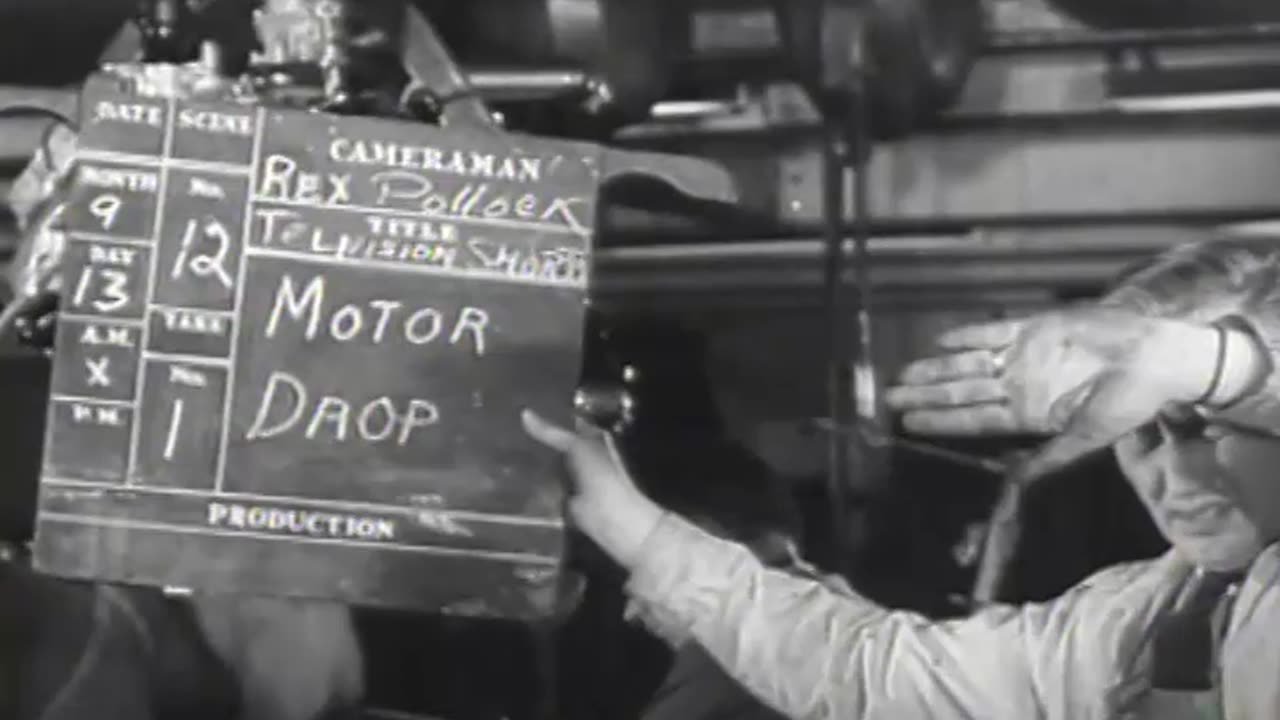 DATE SCENE
CAMERAMAN
REX Pollock
TITLE
TELEVISION SHORTS
MONTH
9
No.
12
DAY
13
MOTOR
DROP
TAKE
A.M.
X
No.
1
P.M.
PRODUCTION